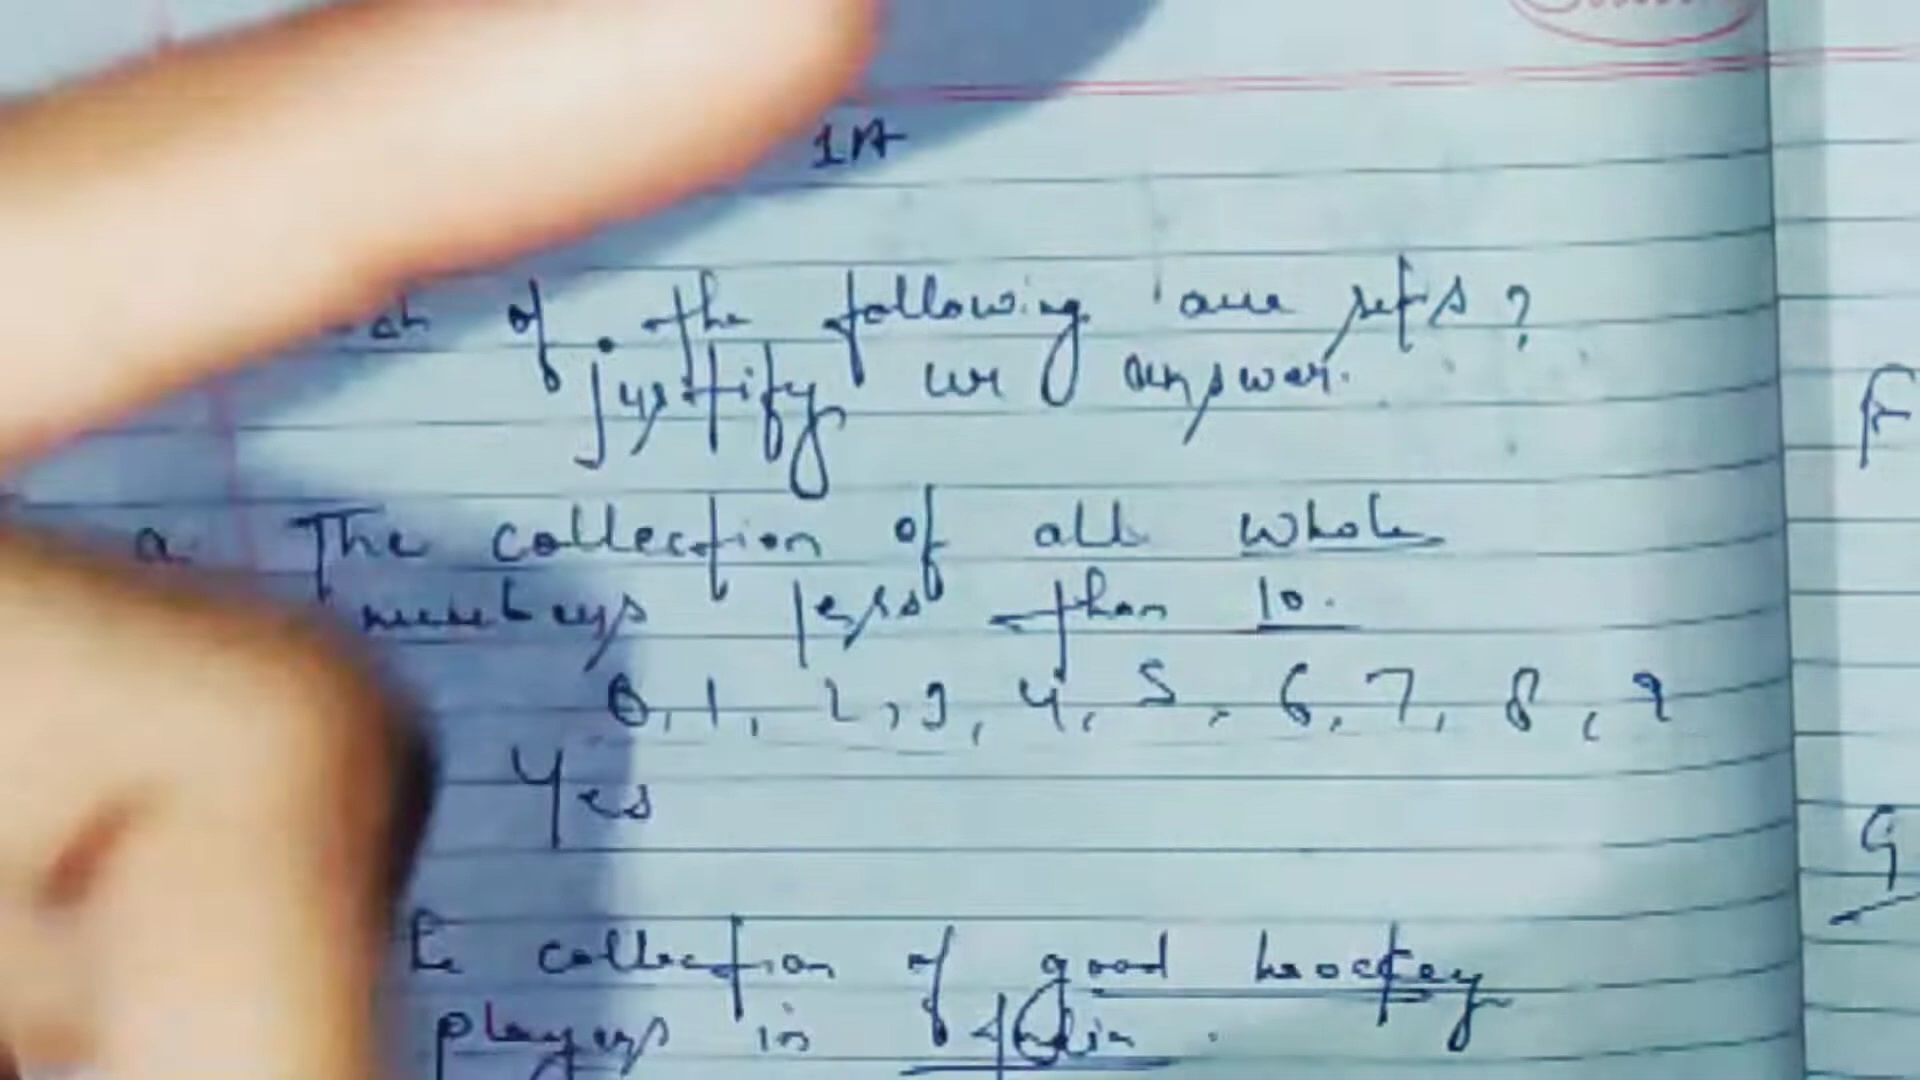 1A
of the following are sets?
justify ur answer.
a. The collection of all whole
numbers less than 10.
0, 1, 2, 3, 4, 5, 6, 7, 8, 9
Yes
collection of good hockey
players in India.